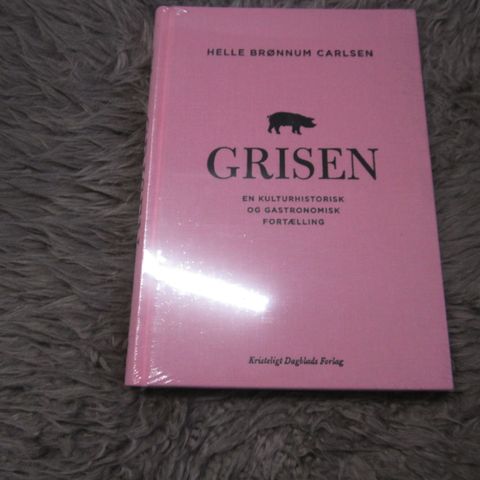 HELLE BRØNNUM CARLSEN
GRISEN
EN KULTURHISTORISK
OG GASTRONOMISK
FORTÆLLING
Kristeligt Dagblads Forlag